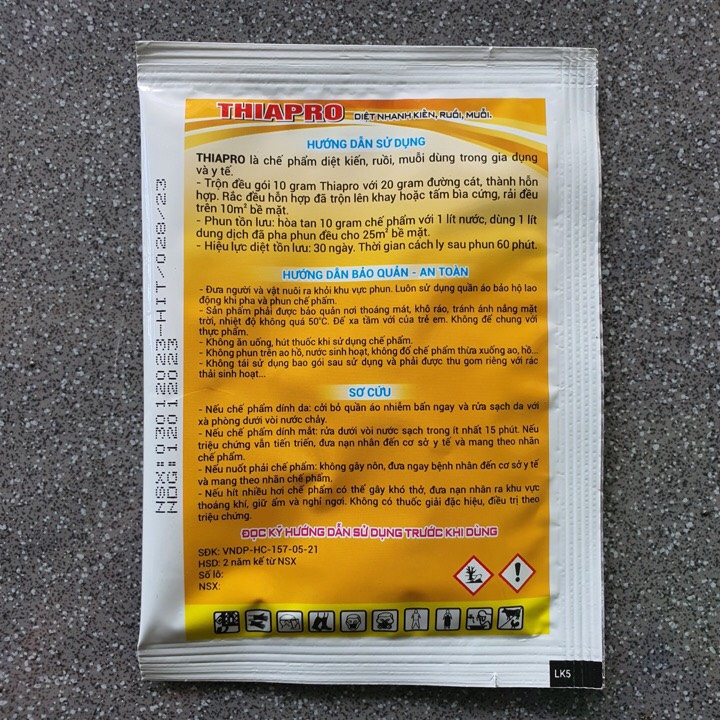 THIAPRO DIỆT NHANH KIẾN, RUỒI, MUỖI.
HƯỚNG DẪN SỬ DỤNG
THIAPRO là chế phẩm diệt kiến, ruồi, muỗi dùng trong gia dụng
và y tế.
- Trộn đều gói 10 gram Thiapro với 20 gram đường cát, thành hỗn
hợp. Rắc đều hỗn hợp đã trộn lên khay hoặc tấm bìa cứng, rải đều
trên 10m² bề mặt.
- Phun tồn lưu: hòa tan 10 gram chế phẩm với 1 lít nước, dùng 1 lít
dung dịch đã pha phun đều cho 25m² bề mặt.
- Hiệu lực diệt tồn lưu: 30 ngày. Thời gian cách ly sau phun 60 phút.
HƯỚNG DẪN BẢO QUẢN - AN TOÀN
- Đưa người và vật nuôi ra khỏi khu vực phun. Luôn sử dụng quần áo bảo hộ lao
động khi pha và phun chế phẩm.
- Sản phẩm phải được bảo quản nơi thoáng mát, khô ráo, tránh ánh nắng mặt
trời, nhiệt độ không quá 50°C. Để xa tầm với của trẻ em. Không để chung với
thực phẩm.
- Không ăn uống, hút thuốc khi sử dụng chế phẩm.
- Không phun trên ao hồ, nước sinh hoạt, không đổ chế phẩm thừa xuống ao, hồ...
- Không tái sử dụng bao gói sau sử dụng và phải được thu gom riêng với rác
thải sinh hoạt...
SƠ CỨU
- Nếu chế phẩm dính da: cởi bỏ quần áo nhiễm bẩn ngay và rửa sạch da với
xà phòng dưới vòi nước chảy.
- Nếu chế phẩm dính mắt: rửa dưới vòi nước sạch trong ít nhất 15 phút. Nếu
triệu chứng vẫn tiến triển, đưa nạn nhân đến cơ sở y tế và mang theo nhãn
chế phẩm.
- Nếu nuốt phải chế phẩm: không gây nôn, đưa ngay bệnh nhân đến cơ sở y tế
và mang theo nhãn chế phẩm.
- Nếu hít nhiều hơi chế phẩm có thể gây khó thở, đưa nạn nhân ra khu vực
thoáng khí, giữ ấm và nghỉ ngơi. Không có thuốc giải đặc hiệu, điều trị theo
triệu chứng.
ĐỌC KỸ HƯỚNG DẪN SỬ DỤNG TRƯỚC KHI DÙNG
SĐK: VNDP-HC-157-05-21
HSD: 2 năm kể từ NSX
Số lô:
NSX:
NSX:03012023-HIT/028/23
NDG:12012023
LK5